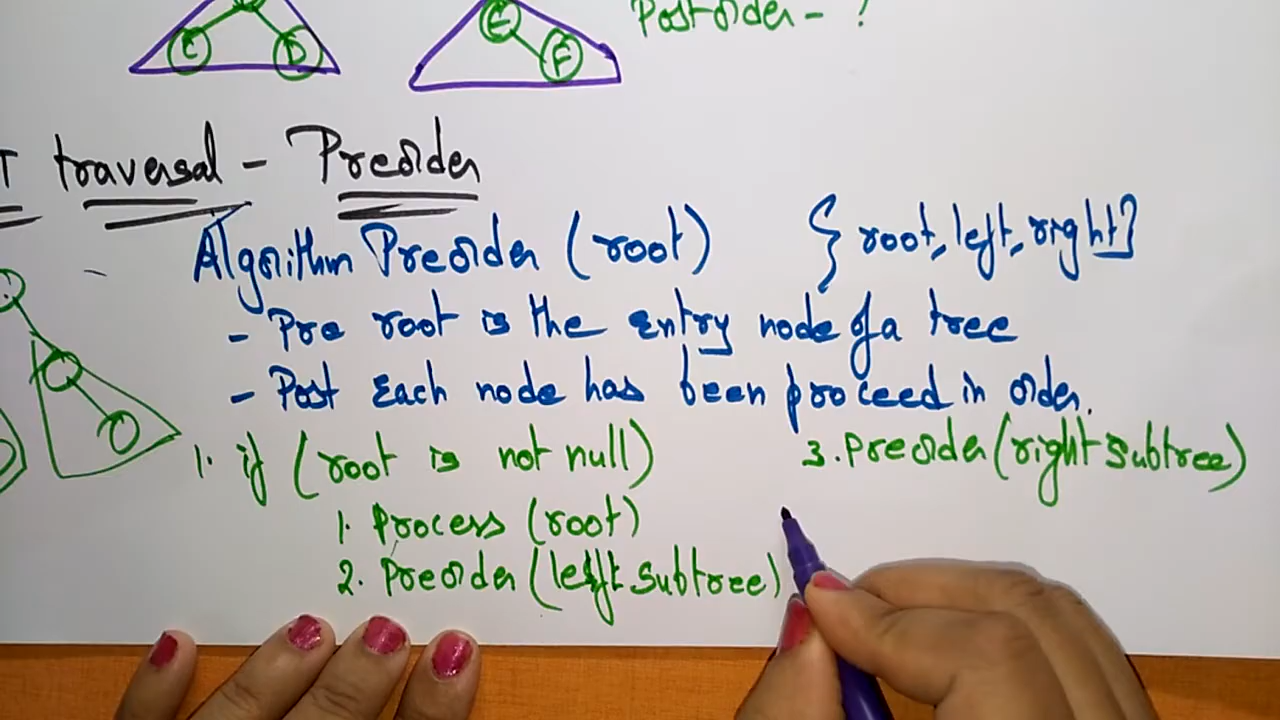 C D E F Postorder - ?
T traversal - Preorder
Algorithm Preorder (root) { root, left, right }
- Pre root is the entry node of a tree
- Post Each node has been proceed in order.
1. if (root is not null) 3. Preorder (right subtree)
1. Process (root)
2. Preorder (left subtree)